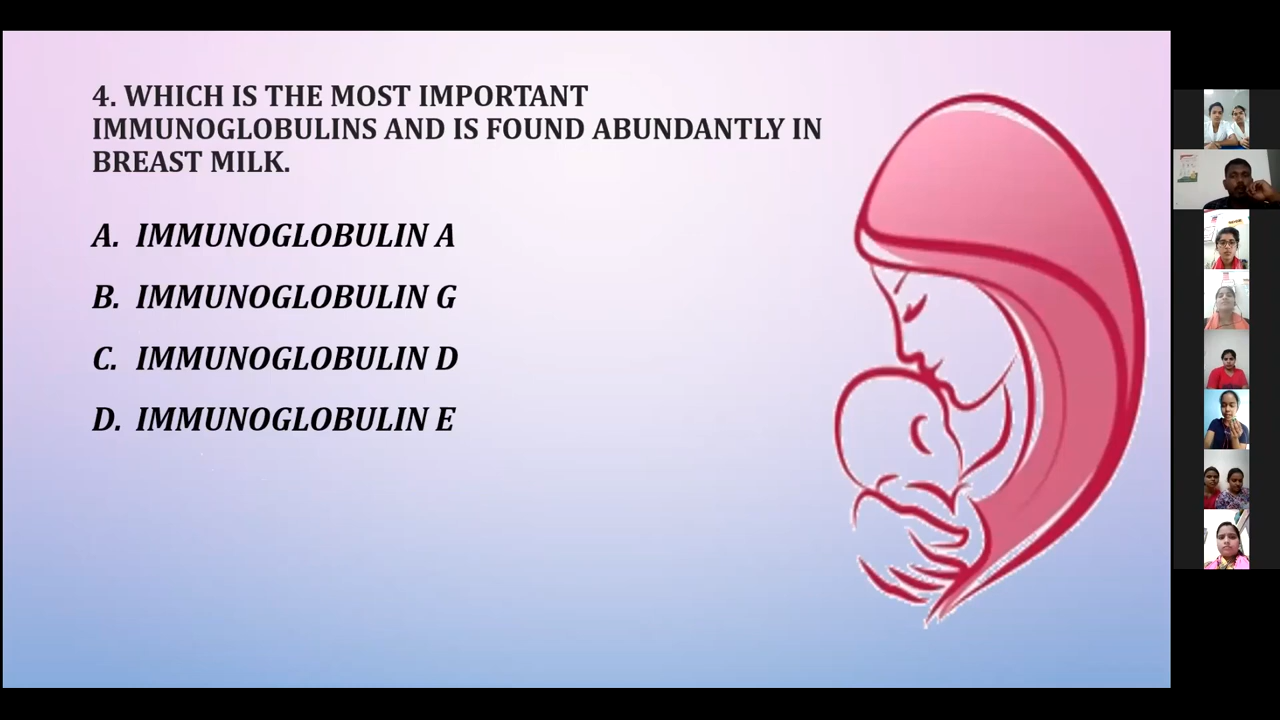 4. WHICH IS THE MOST IMPORTANT
IMMUNOGLOBULINS AND IS FOUND ABUNDANTLY IN
BREAST MILK.
A. IMMUNOGLOBULIN A
B. IMMUNOGLOBULIN G
C. IMMUNOGLOBULIN D
D. IMMUNOGLOBULIN E